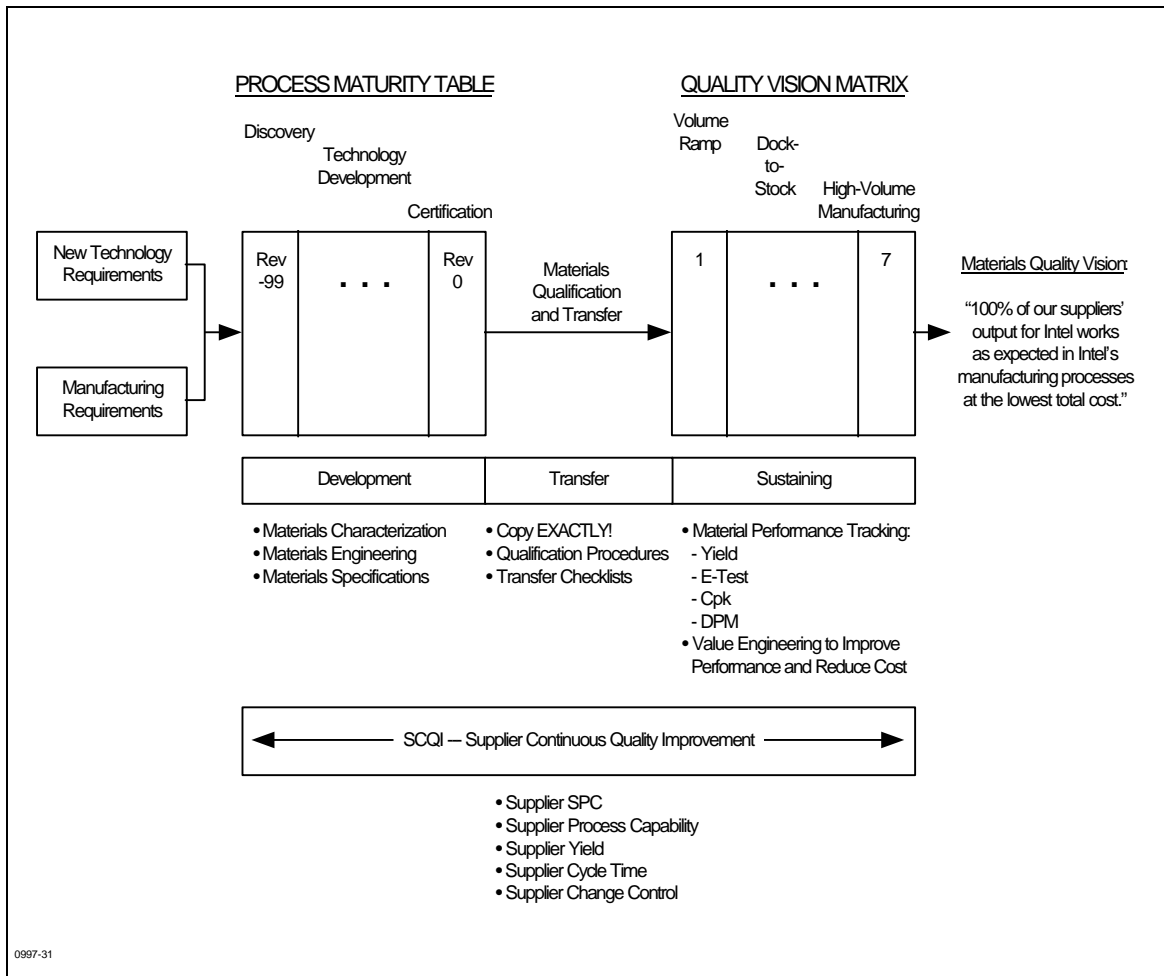 PROCESS MATURITY TABLE
QUALITY VISION MATRIX
Discovery
Technology
Development
Certification
Volume
Ramp
Dock-
to-
Stock
High-Volume
Manufacturing
New Technology
Requirements
Manufacturing
Requirements
Rev
-99
. . .
Rev
0
Materials
Qualification
and Transfer
1
. . .
7
Materials Quality Vision:
“100% of our suppliers’
output for Intel works
as expected in Intel’s
manufacturing processes
at the lowest total cost.”
Development
Transfer
Sustaining
• Materials Characterization
• Materials Engineering
• Materials Specifications
• Copy EXACTLY!
• Qualification Procedures
• Transfer Checklists
• Material Performance Tracking:
- Yield
- E-Test
- Cpk
- DPM
• Value Engineering to Improve
Performance and Reduce Cost
SCQI — Supplier Continuous Quality Improvement
• Supplier SPC
• Supplier Process Capability
• Supplier Yield
• Supplier Cycle Time
• Supplier Change Control
0997-31